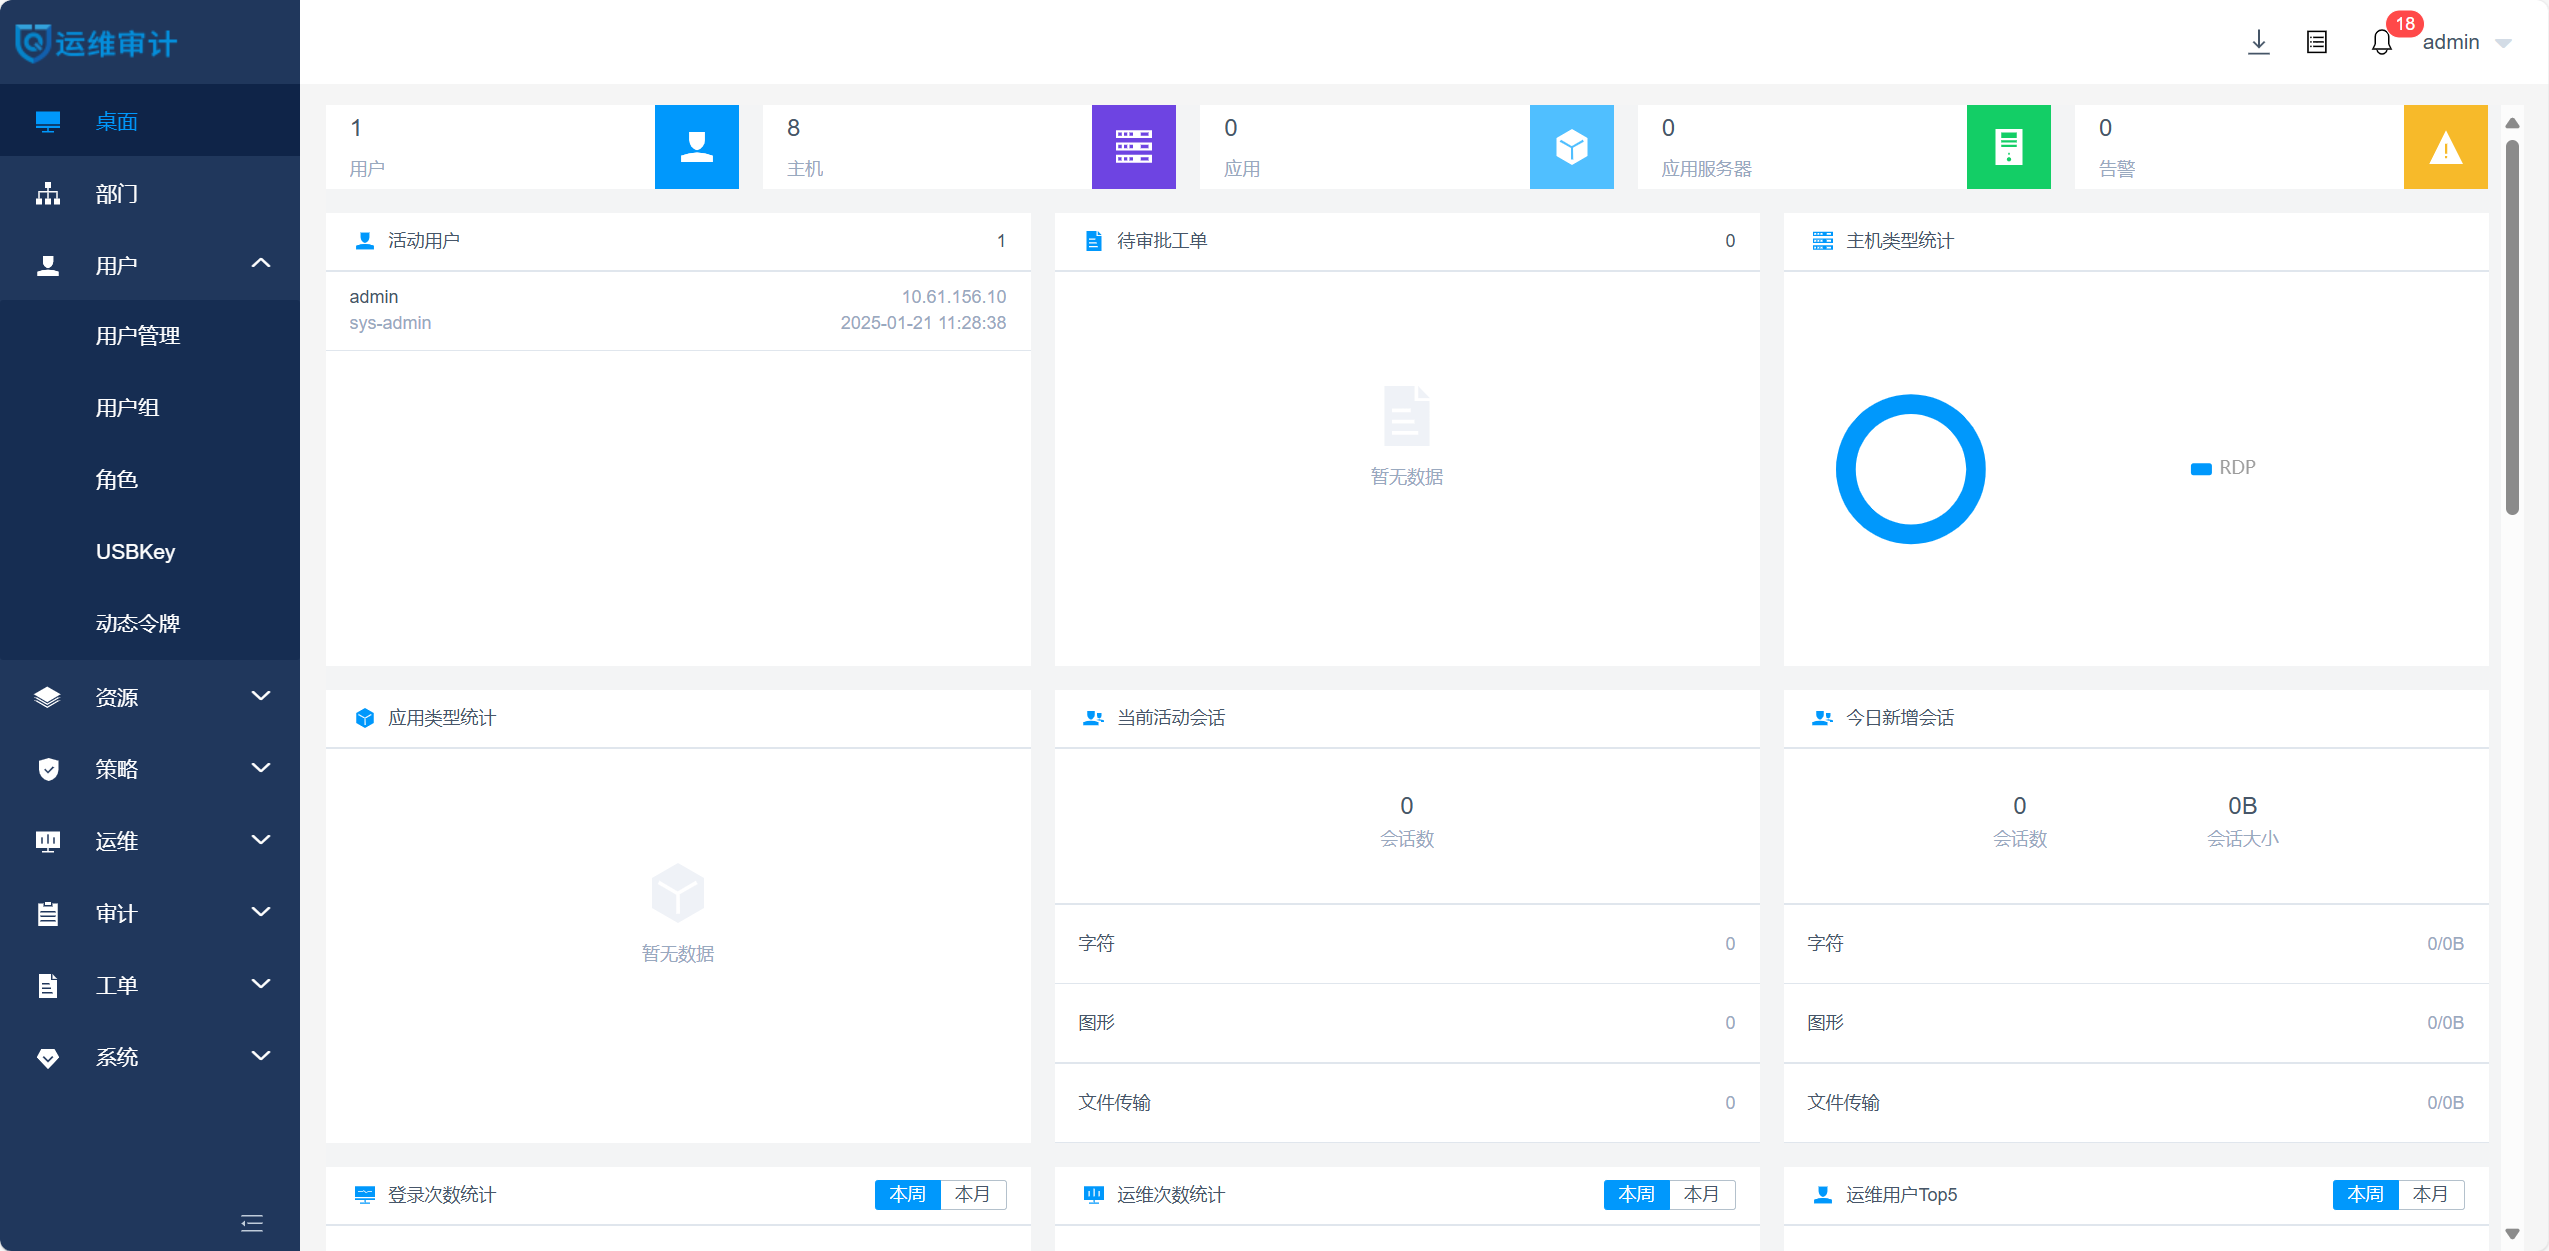 运维审计
18
admin
桌面
部门
用户
用户管理
用户组
角色
USBKey
动态令牌
资源
策略
运维
审计
工单
系统
1
用户
8
主机
0
应用
0
应用服务器
0
告警
活动用户 1
admin 10.61.156.10
sys-admin 2025-01-21 11:28:38
待审批工单 0
暂无数据
主机类型统计
RDP
应用类型统计
暂无数据
当前活动会话
0
会话数
字符 0
图形 0
文件传输 0
今日新增会话
0 0B
会话数 会话大小
字符 0/0B
图形 0/0B
文件传输 0/0B
登录次数统计 本周 本月
运维次数统计 本周 本月
运维用户Top5 本周 本月